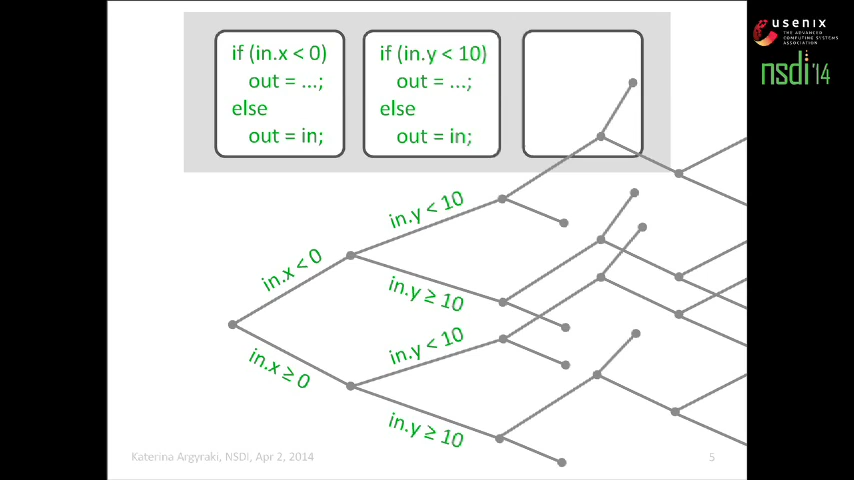 if (in.x < 0)
out = ...;
else
out = in;
if (in.y < 10)
out = ...;
else
out = in;
usenix
THE ADVANCED
COMPUTING SYSTEMS
ASSOCIATION
nsdi '14
in.y < 10
in.x < 0
in.y ≥ 10
in.y < 10
in.x ≥ 0
in.y ≥ 10
Katerina Argyraki, NSDI, Apr 2, 2014
5